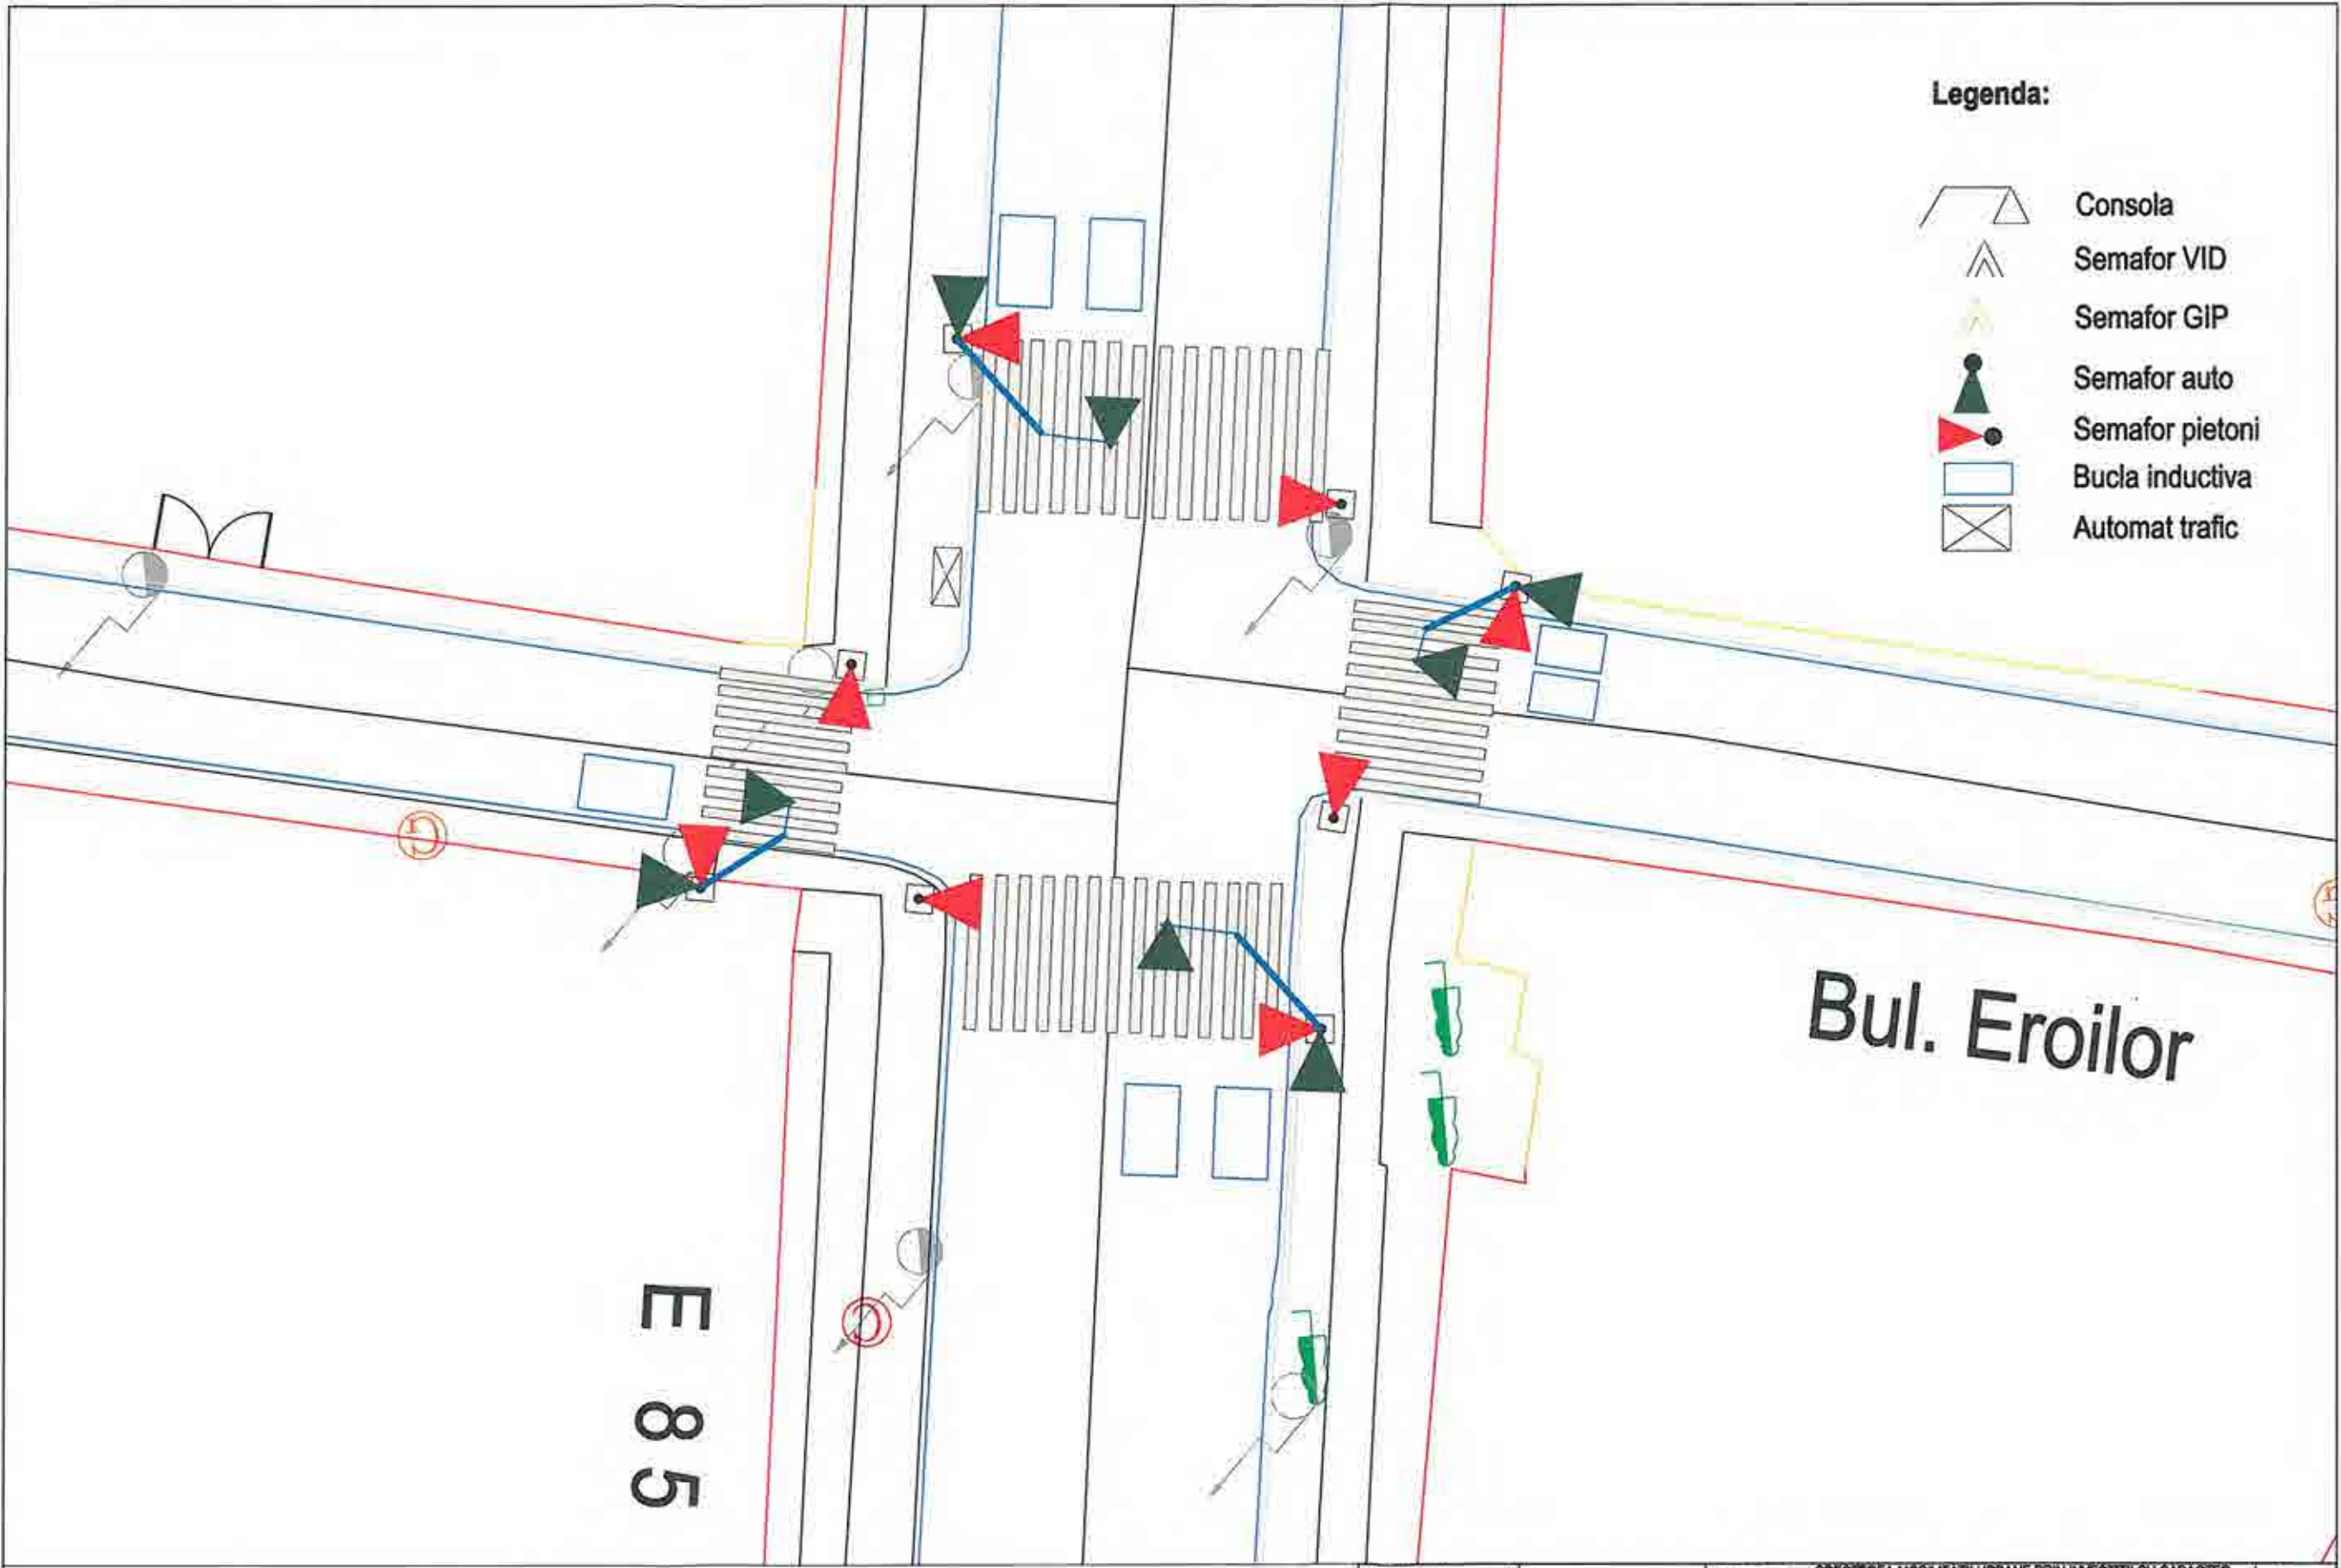 Legenda:
Consola
Semafor VID
Semafor GIP
Semafor auto
Semafor pietoni
Bucla inductiva
Automat trafic
Bul. Eroilor
E 85